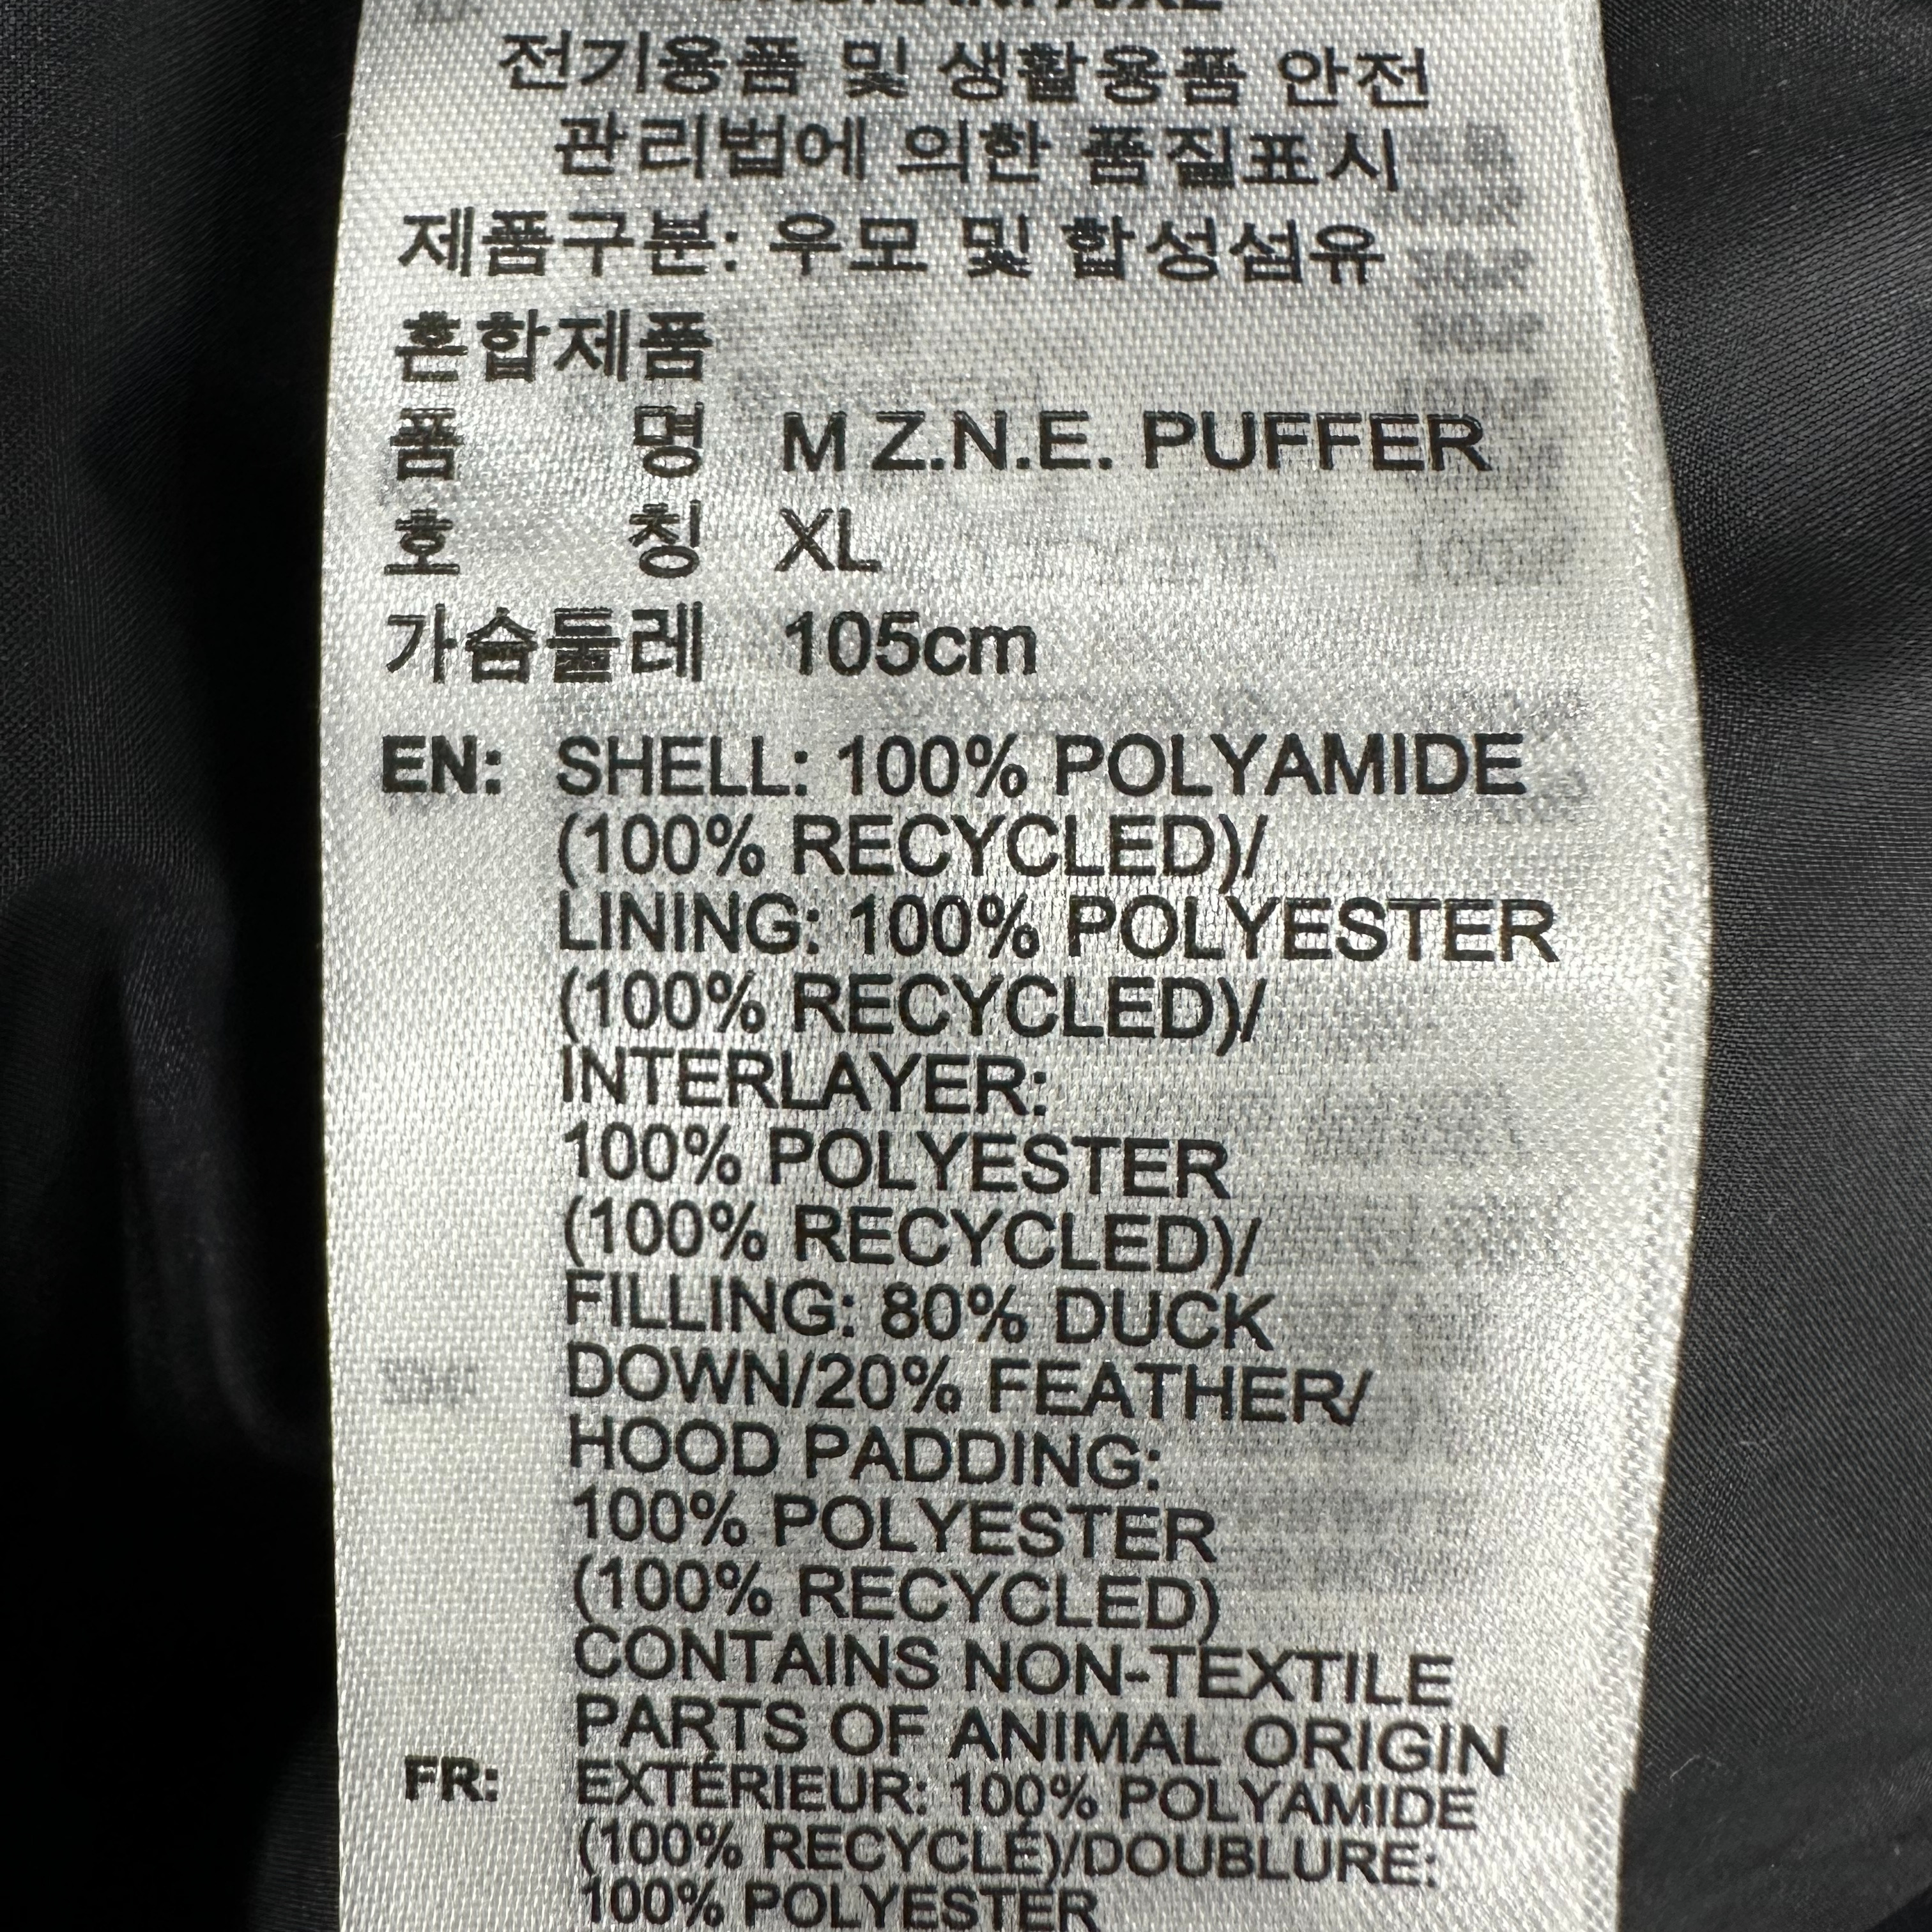 전기용품 및 생활용품 안전
관리법에 의한 품질표시
제품구분: 우모 및 합성섬유
혼합제품
품 명 M Z.N.E. PUFFER
호 칭 XL
가슴둘레 105cm
EN: SHELL: 100% POLYAMIDE
(100% RECYCLED)/
LINING: 100% POLYESTER
(100% RECYCLED)/
INTERLAYER:
100% POLYESTER
(100% RECYCLED)/
FILLING: 80% DUCK
DOWN/20% FEATHER/
HOOD PADDING:
100% POLYESTER
(100% RECYCLED)
CONTAINS NON-TEXTILE
PARTS OF ANIMAL ORIGIN
FR: EXTÉRIEUR: 100% POLYAMIDE
(100% RECYCLÉ)/DOUBLURE:
100% POLYESTER